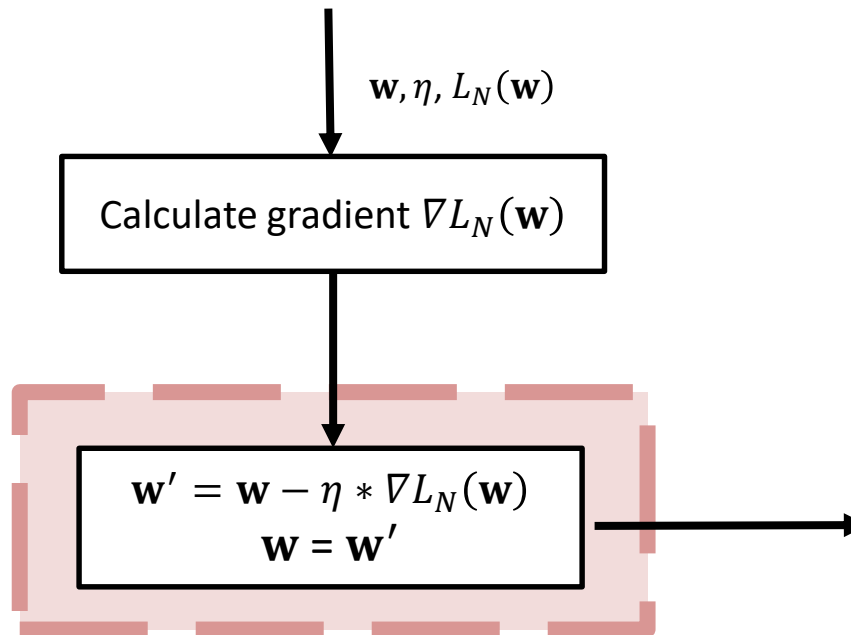 𝐰, 𝜂, 𝐿_𝑁(𝐰)
Calculate gradient ∇𝐿_𝑁(𝐰)
𝐰′ = 𝐰 − 𝜂 ∗ ∇𝐿_𝑁(𝐰)
𝐰 = 𝐰′